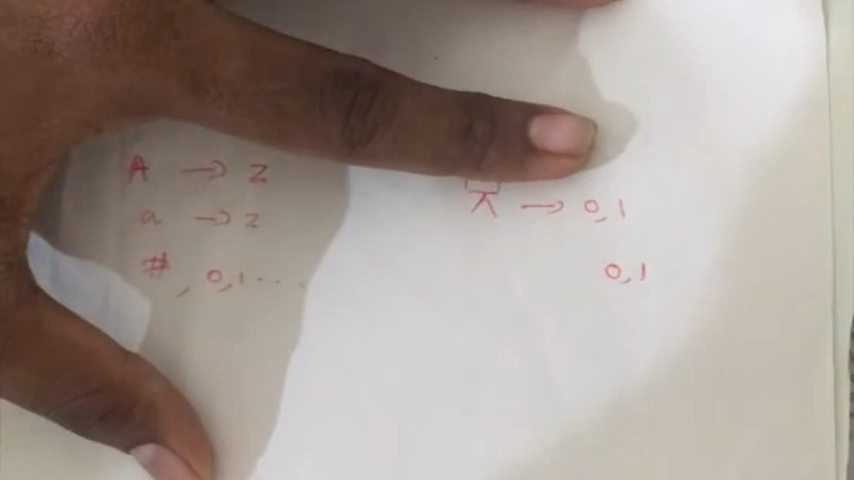 A → Z
a → z
#, 0,1 ...
→ 0,1
0,1